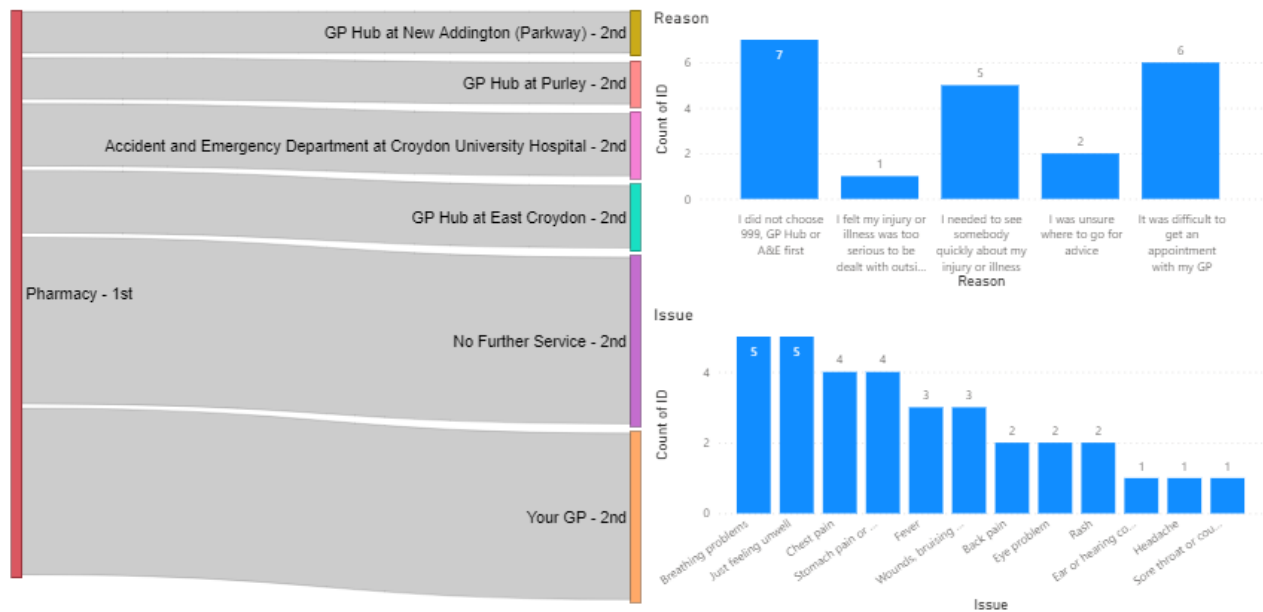 GP Hub at New Addington (Parkway) - 2nd
GP Hub at Purley - 2nd
Accident and Emergency Department at Croydon University Hospital - 2nd
GP Hub at East Croydon - 2nd
Pharmacy - 1st
No Further Service - 2nd
Your GP - 2nd
Reason
Count of ID
6
4
2
0
7
1
5
2
6
I did not choose
999, GP Hub or
A&E first
I felt my injury or
illness was too
serious to be
dealt with outsi...
I needed to see
somebody
quickly about my
injury or illness
I was unsure
where to go for
advice
It was difficult to
get an
appointment
with my GP
Reason
Issue
Count of ID
4
2
0
5
5
4
4
3
3
2
2
2
1
1
1
Breathing problems
Just feeling unwell
Chest pain
Stomach pain or ...
Fever
Wounds, bruising ...
Back pain
Eye problem
Rash
Ear or hearing co...
Headache
Sore throat or cou...
Issue